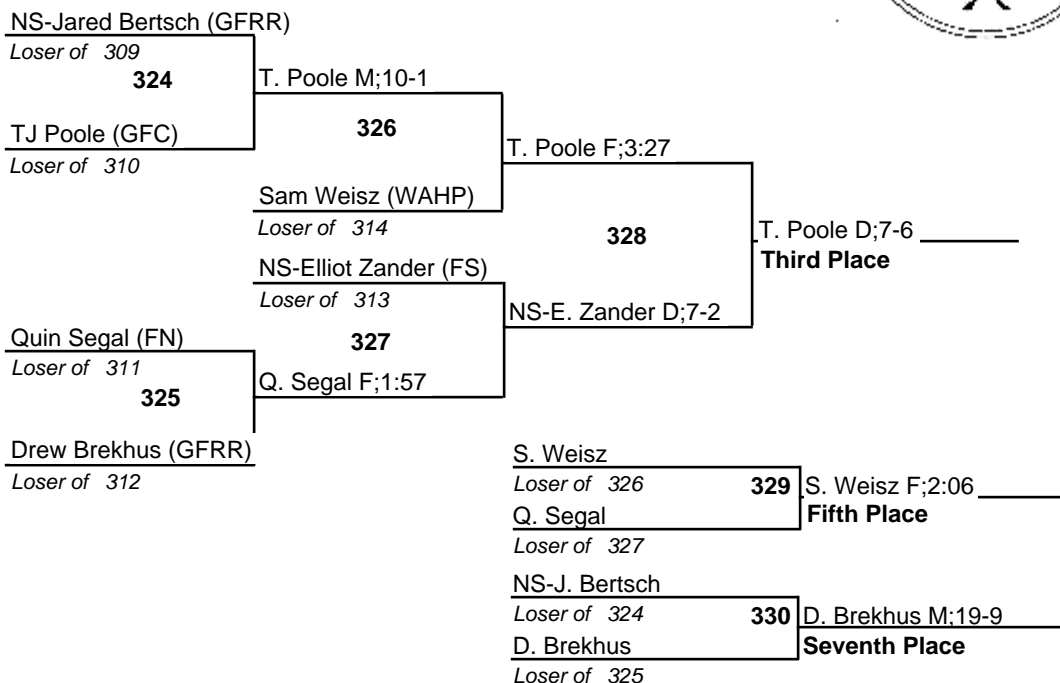 NS-Jared Bertsch (GFRR)
Loser of 309
324
T. Poole M;10-1
TJ Poole (GFC)
Loser of 310
326
T. Poole F;3:27
Sam Weisz (WAHP)
Loser of 314
328
T. Poole D;7-6
Third Place
NS-Elliot Zander (FS)
Loser of 313
NS-E. Zander D;7-2
Quin Segal (FN)
Loser of 311
327
325
Q. Segal F;1:57
Drew Brekhus (GFRR)
Loser of 312
S. Weisz
Loser of 326
329
S. Weisz F;2:06
Q. Segal
Fifth Place
Loser of 327
NS-J. Bertsch
Loser of 324
330
D. Brekhus M;19-9
D. Brekhus
Seventh Place
Loser of 325